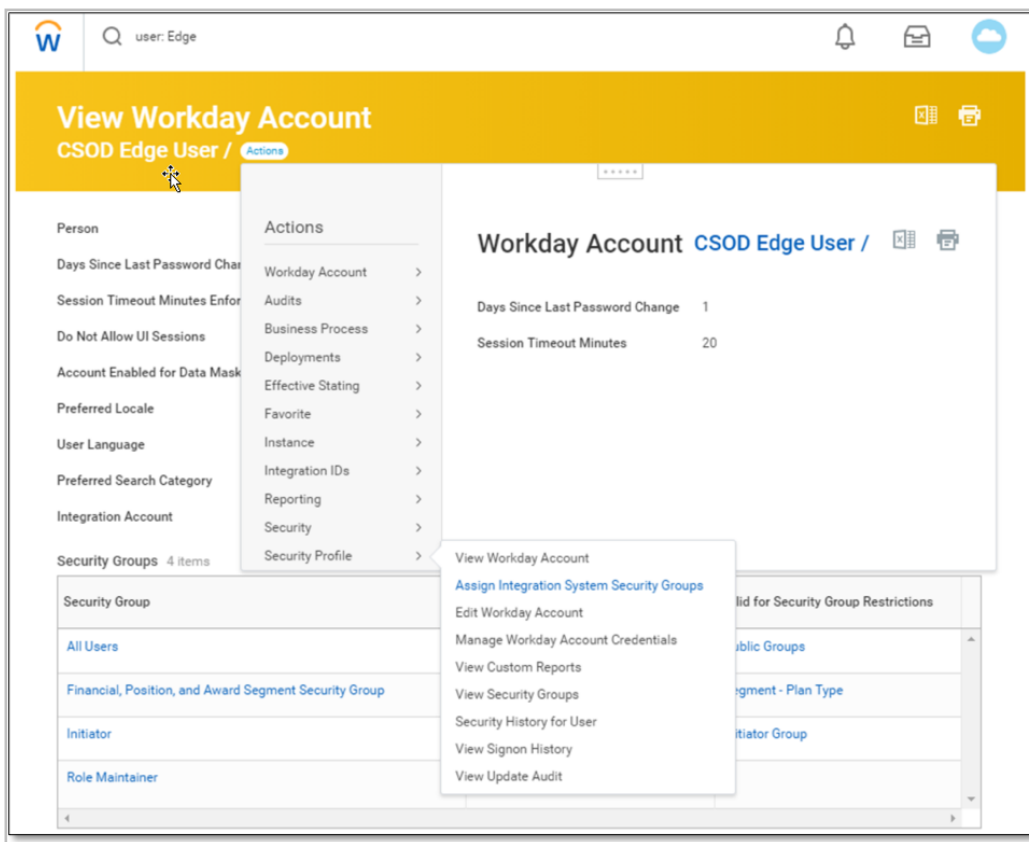 W
user: Edge
View Workday Account
CSOD Edge User / Actions
Person
Days Since Last Password Char
Session Timeout Minutes Enfor
Do Not Allow UI Sessions
Account Enabled for Data Mask
Preferred Locale
User Language
Preferred Search Category
Integration Account
Actions
Workday Account
Audits
Business Process
Deployments
Effective Stating
Favorite
Instance
Integration IDs
Reporting
Security
Security Profile
Workday Account CSOD Edge User /
Days Since Last Password Change 1
Session Timeout Minutes 20
View Workday Account
Assign Integration System Security Groups
Edit Workday Account
Manage Workday Account Credentials
View Custom Reports
View Security Groups
Security History for User
View Signon History
View Update Audit
Security Groups 4 items
Security Group lid for Security Group Restrictions
All Users ublic Groups
Financial, Position, and Award Segment Security Group egment - Plan Type
Initiator itiator Group
Role Maintainer